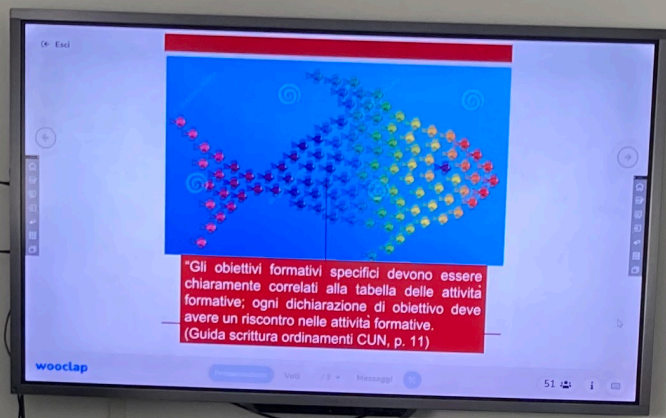 Esci
"Gli obiettivi formativi specifici devono essere
chiaramente correlati alla tabella delle attività
formative; ogni dichiarazione di obiettivo deve
avere un riscontro nelle attività formative.
(Guida scrittura ordinamenti CUN, p. 11)
wooclap
Voti
Messaggi
51